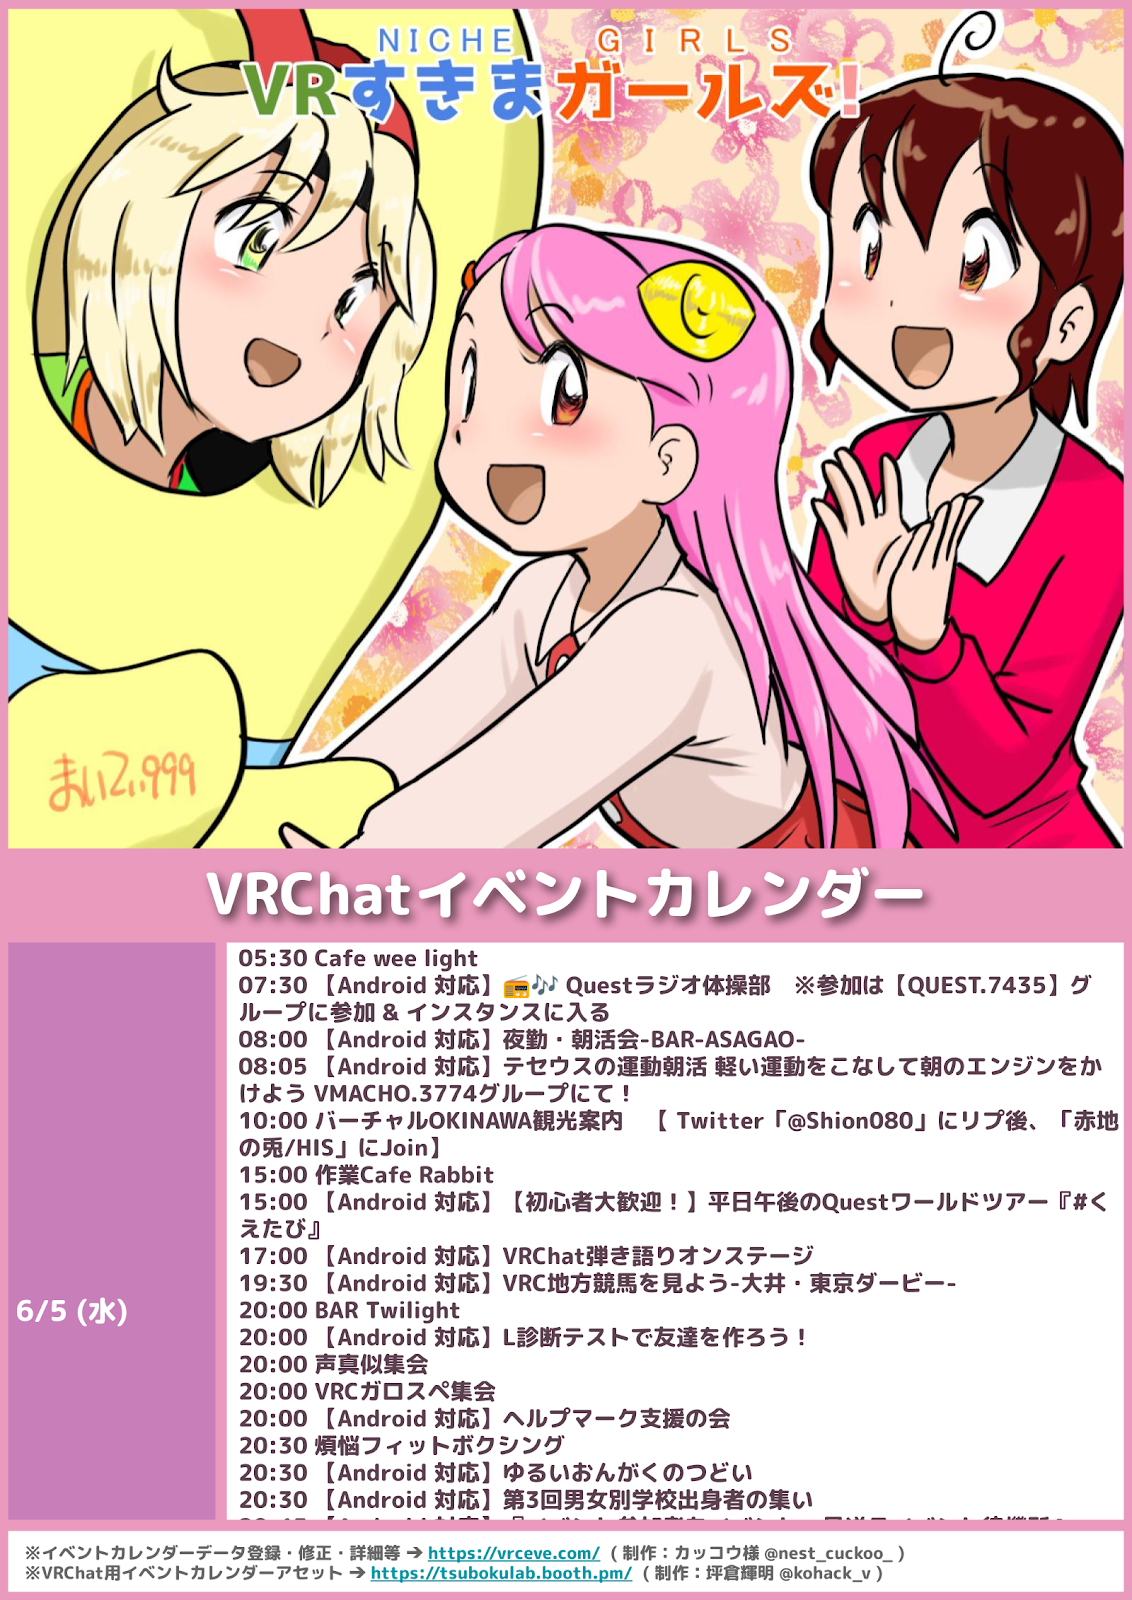 NICHE GIRLS
VRすきまガールズ!
まいてい999
VRChatイベントカレンダー
6/5 (水)
05:30 Cafe wee light
07:30 【Android 対応】📻🎶 Questラジオ体操部　※参加は【QUEST.7435】グ
ループに参加 & インスタンスに入る
08:00 【Android 対応】夜勤・朝活会-BAR-ASAGAO-
08:05 【Android 対応】テセウスの運動朝活 軽い運動をこなして朝のエンジンをか
けよう VMACHO.3774グループにて！
10:00 バーチャルOKINAWA観光案内　【 Twitter「@Shion080」にリプ後、「赤地
の兎/HIS」にJoin】
15:00 作業Cafe Rabbit
15:00 【Android 対応】【初心者大歓迎！】平日午後のQuestワールドツアー『#く
えたび』
17:00 【Android 対応】VRChat弾き語りオンステージ
19:30 【Android 対応】VRC地方競馬を見よう-大井・東京ダービー-
20:00 BAR Twilight
20:00 【Android 対応】L診断テストで友達を作ろう！
20:00 声真似集会
20:00 VRCガロスペ集会
20:00 【Android 対応】ヘルプマーク支援の会
20:30 煩悩フィットボクシング
20:30 【Android 対応】ゆるいおんがくのつどい
20:30 【Android 対応】第3回男女別学校出身者の集い
※イベントカレンダーデータ登録・修正・詳細等 ➔ https://vrceve.com/ ( 制作：カッコウ様 @nest_cuckoo_ )
※VRChat用イベントカレンダーアセット ➔ https://tsubokulab.booth.pm/ ( 制作：坪倉輝明 @kohack_v )